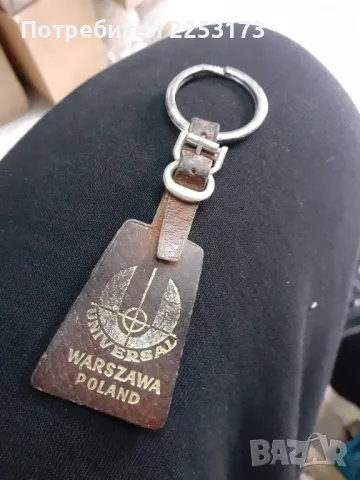 Потребител 2253173
UNIVERSAL
WARSZAWA
POLAND
BAZAR